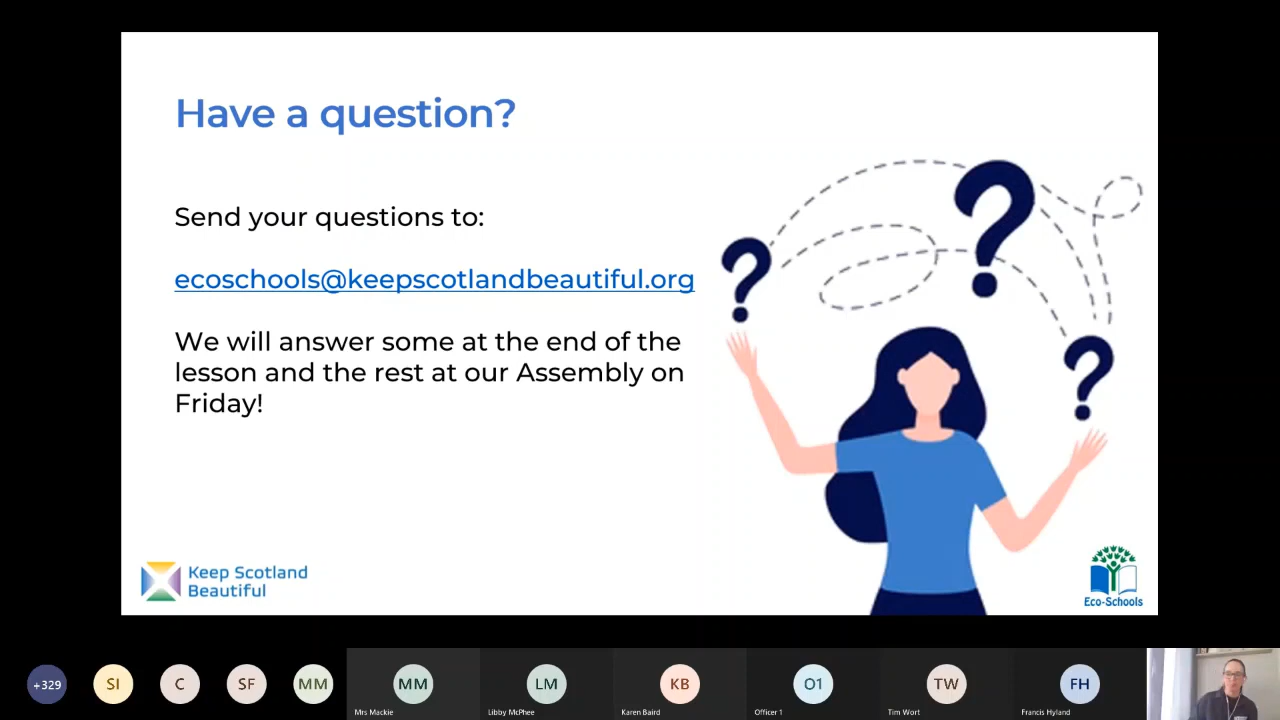 Have a question?
Send your questions to:
ecoschools@keepscotlandbeautiful.org
We will answer some at the end of the
lesson and the rest at our Assembly on
Friday!
Keep Scotland
Beautiful
Eco-Schools
+329
SI
C
SF
MM
MM
LM
KB
O1
TW
FH
Mrs Mackie
Libby McPhee
Karen Baird
Officer 1
Tim Wort
Francis Hyland